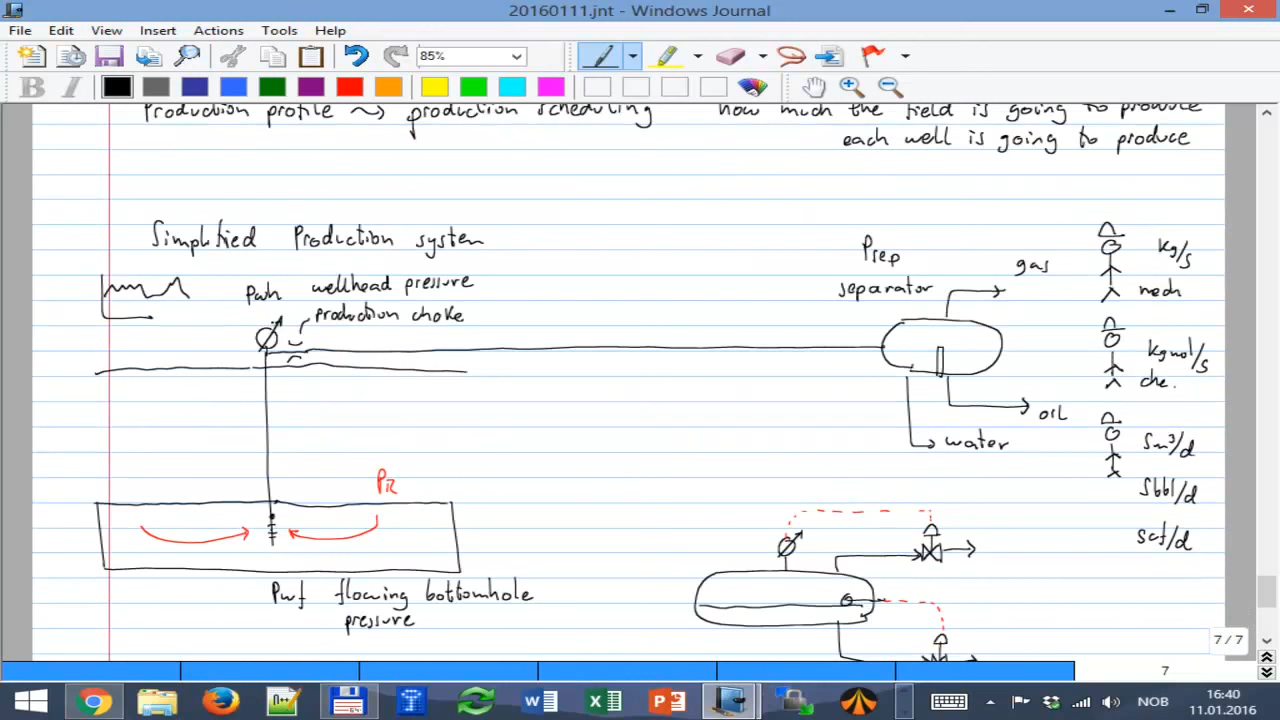 20160111.jnt - Windows Journal
File Edit View Insert Actions Tools Help
85%
B I
Production profile ~> production scheduling how much the field is going to produce
each well is going to produce
Simplified Production system
Psep
separator
gas
kg/s
mech
Pwh wellhead pressure
production choke
kgmol/s
che.
oil
water
Sm³/d
Sbbl/d
scf/d
PR
Pwf flowing bottomhole
pressure
7 / 7
7
NOB
16:40
11.01.2016